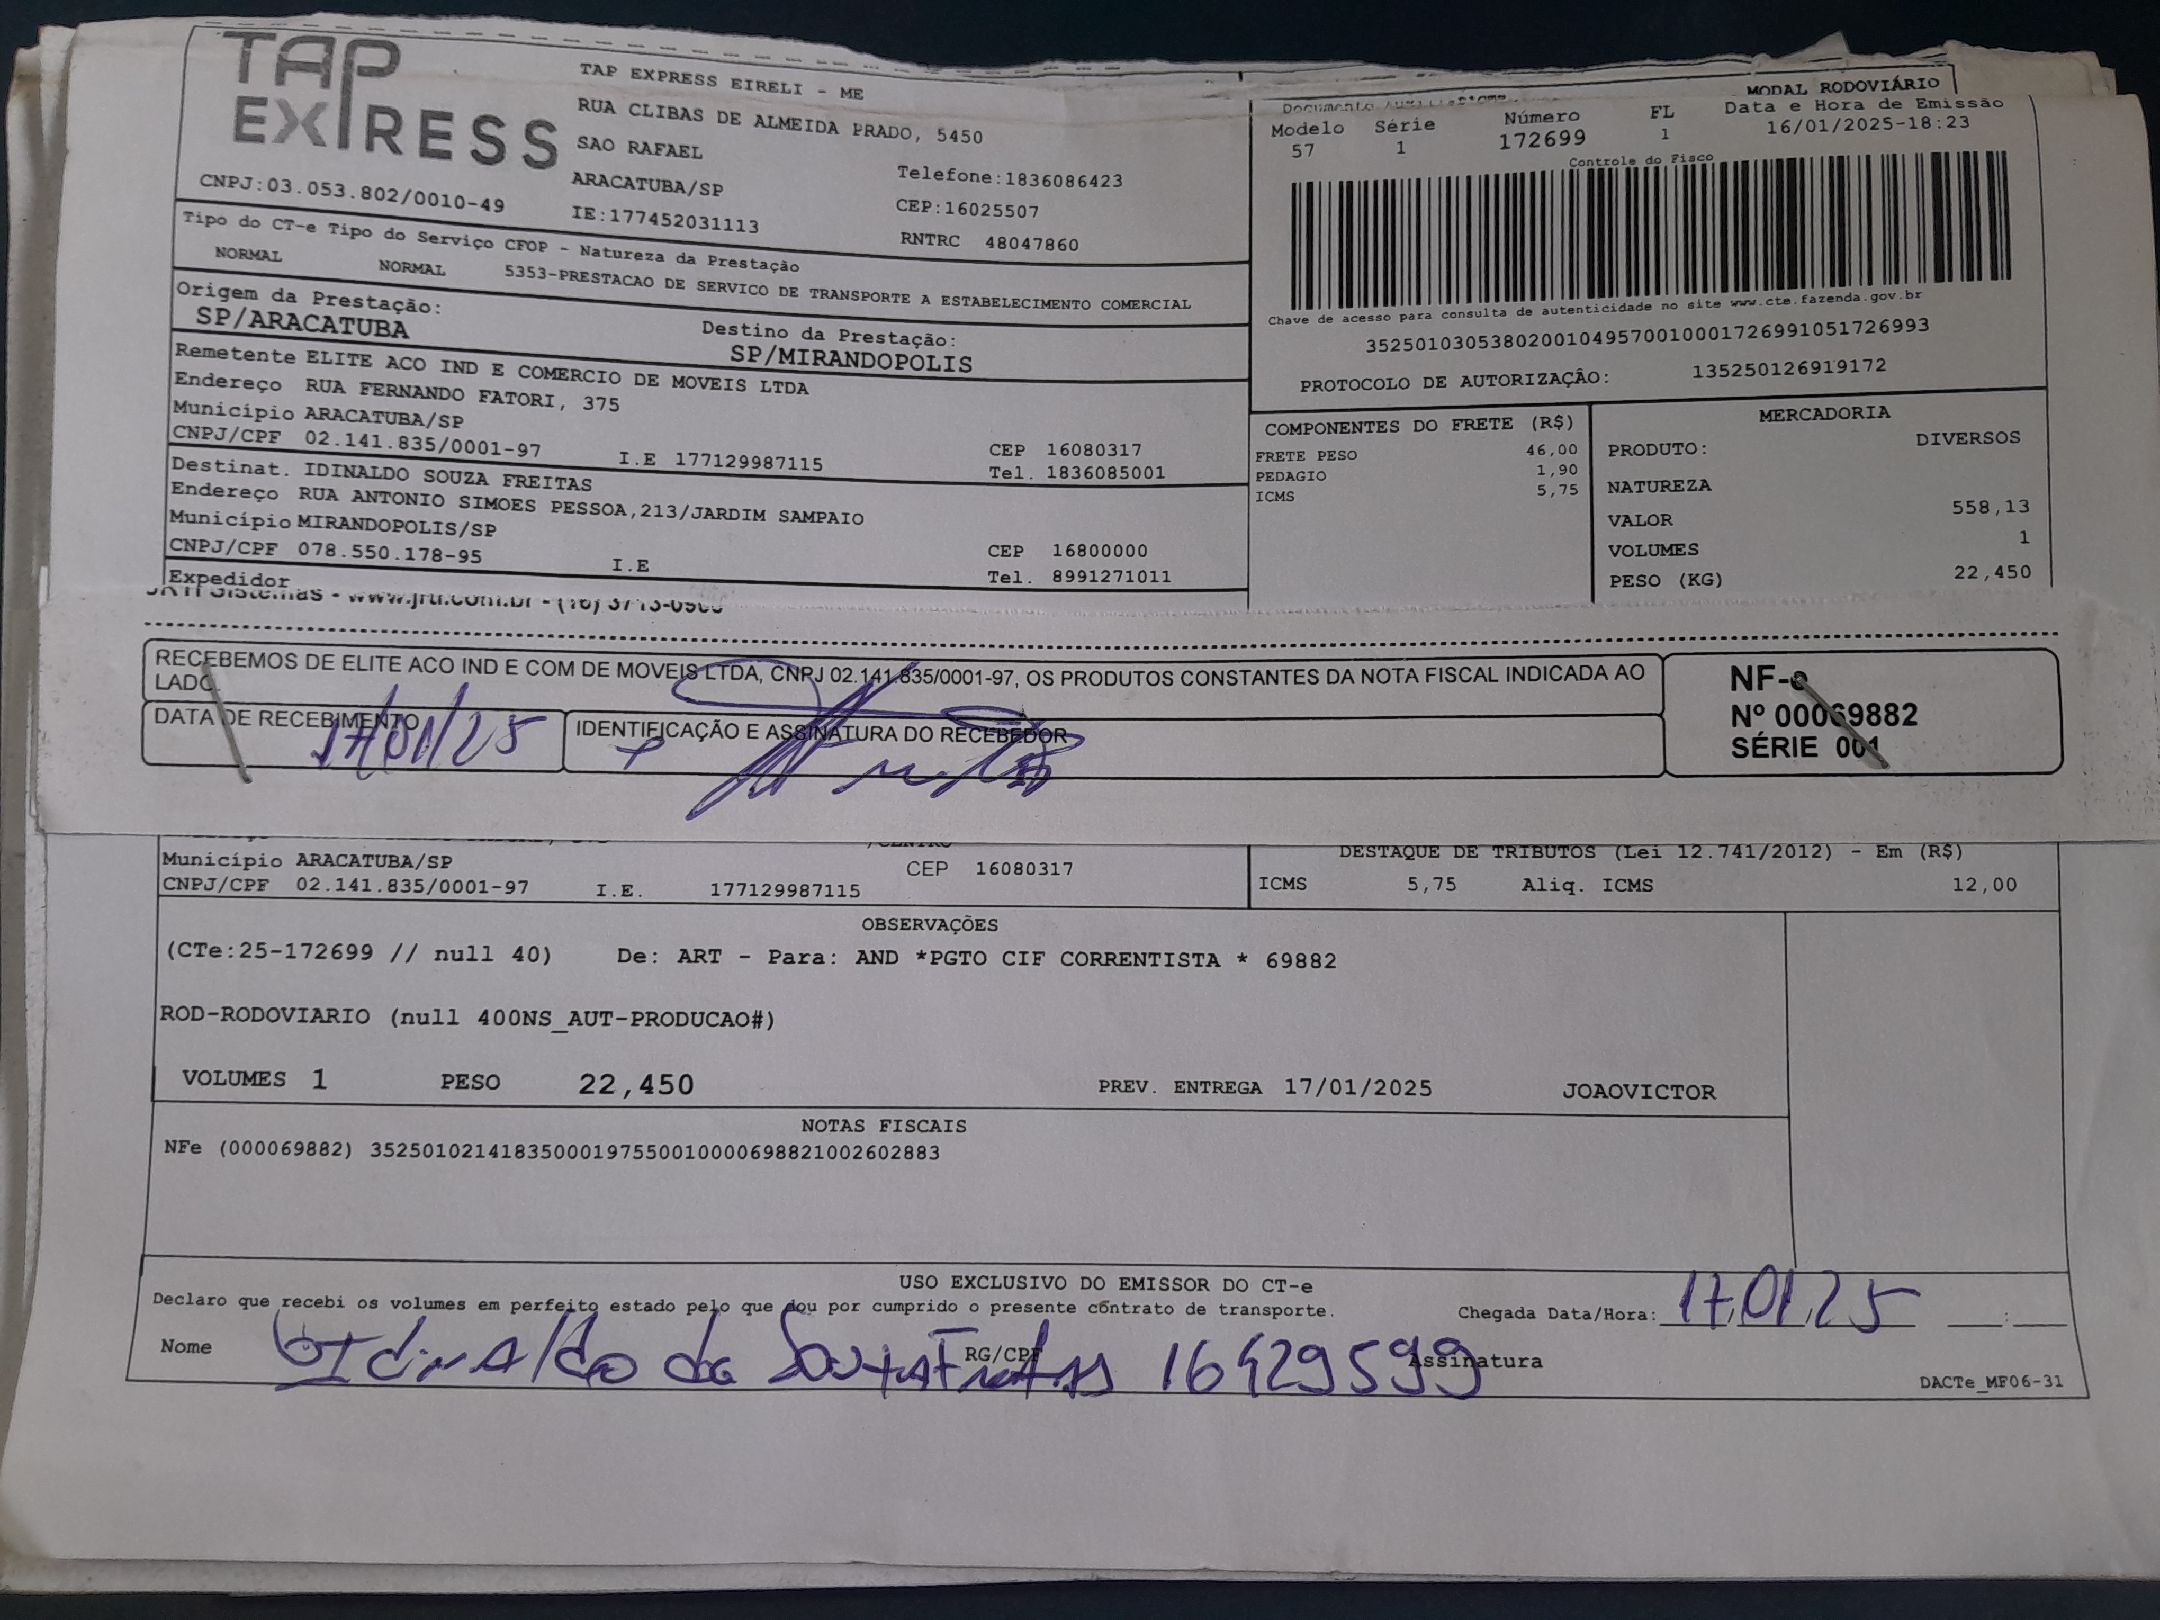 TAP EXPRESS
TAP EXPRESS EIRELI - ME
RUA CLIBAS DE ALMEIDA PRADO, 5450
SAO RAFAEL
ARACATUBA/SP
IE:177452031113
Telefone:1836086423
CEP:16025507
RNTRC 48047860
CNPJ:03.053.802/0010-49
MODAL RODOVIÁRIO
Modelo Série Número FL Data e Hora de Emissão
57 1 172699 1 16/01/2025-18:23
Controle do Fisco
Chave de acesso para consulta de autenticidade no site www.cte.fazenda.gov.br
35250103053802001049570010001726991051726993
PROTOCOLO DE AUTORIZAÇÂO: 135250126919172
Tipo do CT-e Tipo do Serviço CFOP - Natureza da Prestação
NORMAL NORMAL 5353-PRESTACAO DE SERVICO DE TRANSPORTE A ESTABELECIMENTO COMERCIAL
Origem da Prestação: Destino da Prestação:
SP/ARACATUBA SP/MIRANDOPOLIS
Remetente ELITE ACO IND E COMERCIO DE MOVEIS LTDA
Endereço RUA FERNANDO FATORI, 375
Município ARACATUBA/SP CEP 16080317
CNPJ/CPF 02.141.835/0001-97 I.E 177129987115 Tel. 1836085001
Destinat. IDINALDO SOUZA FREITAS
Endereço RUA ANTONIO SIMOES PESSOA,213/JARDIM SAMPAIO
Município MIRANDOPOLIS/SP CEP 16800000
CNPJ/CPF 078.550.178-95 I.E Tel. 8991271011
Expedidor
COMPONENTES DO FRETE (R$)
FRETE PESO 46,00
PEDAGIO 1,90
ICMS 5,75
MERCADORIA
PRODUTO: DIVERSOS
NATUREZA
VALOR 558,13
VOLUMES 1
PESO (KG) 22,450
RECEBEMOS DE ELITE ACO IND E COM DE MOVEIS LTDA, CNPJ 02.141.835/0001-97, OS PRODUTOS CONSTANTES DA NOTA FISCAL INDICADA AO LADO
DATA DE RECEBIMENTO IDENTIFICAÇÃO E ASSINATURA DO RECEBEDOR
17/01/25
NF-e
Nº 00069882
SÉRIE 001
Município ARACATUBA/SP CEP 16080317
CNPJ/CPF 02.141.835/0001-97 I.E. 177129987115
DESTAQUE DE TRIBUTOS (Lei 12.741/2012) - Em (R$)
ICMS 5,75 Aliq. ICMS 12,00
OBSERVAÇÕES
(CTe:25-172699 // null 40) De: ART - Para: AND *PGTO CIF CORRENTISTA * 69882
ROD-RODOVIARIO (null 400NS_AUT-PRODUCAO#)
VOLUMES 1 PESO 22,450 PREV. ENTREGA 17/01/2025 JOAOVICTOR
NOTAS FISCAIS
NFe (000069882) 35250102141835000197550010000698821002602883
USO EXCLUSIVO DO EMISSOR DO CT-e
Declaro que recebi os volumes em perfeito estado pelo que dou por cumprido o presente contrato de transporte. Chegada Data/Hora: 17/01/25 :
Nome Idinaldo de Souza Freitas RG/CPF 16429599 Assinatura
DACTe_MF06-31